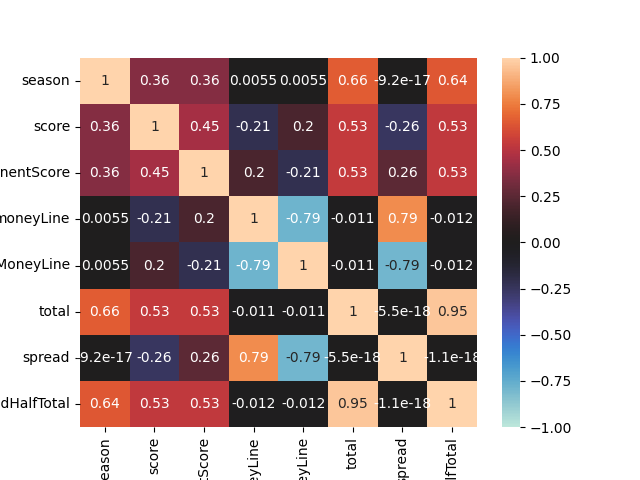 season 1 0.36 0.36 0.0055 0.0055 0.66 -9.2e-17 0.64
score 0.36 1 0.45 -0.21 0.2 0.53 -0.26 0.53
nentScore 0.36 0.45 1 0.2 -0.21 0.53 0.26 0.53
moneyLine 0.0055 -0.21 0.2 1 -0.79 -0.011 0.79 -0.012
MoneyLine 0.0055 0.2 -0.21 -0.79 1 -0.011 -0.79 -0.012
total 0.66 0.53 0.53 -0.011 -0.011 1 -5.5e-18 0.95
spread -9.2e-17 -0.26 0.26 0.79 -0.79 -5.5e-18 1 -1.1e-18
dHalfTotal 0.64 0.53 0.53 -0.012 -0.012 0.95 -1.1e-18 1
eason score tScore eyLine eyLine total spread lfTotal
1.00
0.75
0.50
0.25
0.00
−0.25
−0.50
−0.75
−1.00